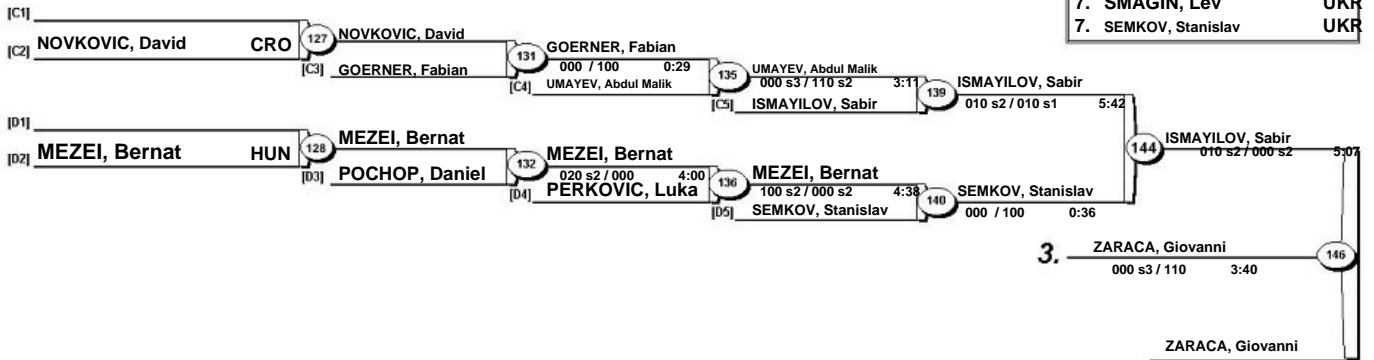 7. SMAGIN, Lev UKR
7. SEMKOV, Stanislav UKR
[C1]
[C2] NOVKOVIC, David CRO 127 NOVKOVIC, David
[C3] GOERNER, Fabian 131 GOERNER, Fabian
000 / 100 0:29
[C4] UMAYEV, Abdul Malik 135 UMAYEV, Abdul Malik
000 s3 / 110 s2 3:11
[C5] ISMAYILOV, Sabir 139 ISMAYILOV, Sabir
010 s2 / 010 s1 5:42
[D1]
[D2] MEZEI, Bernat HUN 128 MEZEI, Bernat
[D3] POCHOP, Daniel 132 MEZEI, Bernat
020 s2 / 000 4:00
[D4] PERKOVIC, Luka 136 MEZEI, Bernat
100 s2 / 000 s2 4:38
[D5] SEMKOV, Stanislav 140 SEMKOV, Stanislav
000 / 100 0:36
144 ISMAYILOV, Sabir
010 s2 / 000 s2 5:07
3. ZARACA, Giovanni 146
000 s3 / 110 3:40
ZARACA, Giovanni